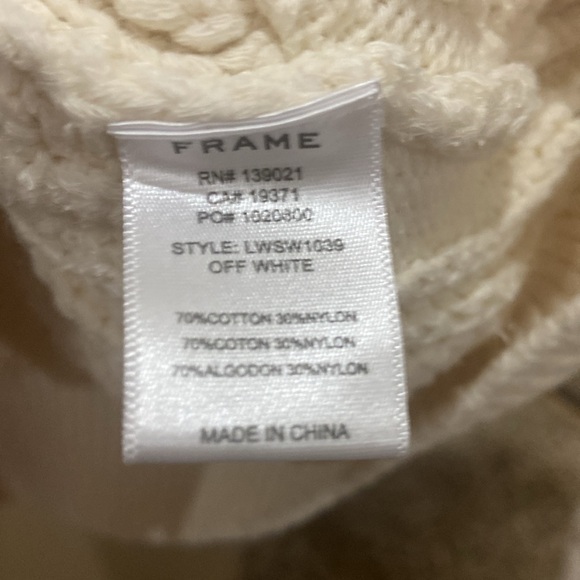 FRAME
RN# 139021
CA# 19371
PO# 1020800
STYLE: LWSW1039
OFF WHITE
70%COTTON 30%NYLON
70%COTON 30%NYLON
70%ALGODON 30%NYLON
MADE IN CHINA